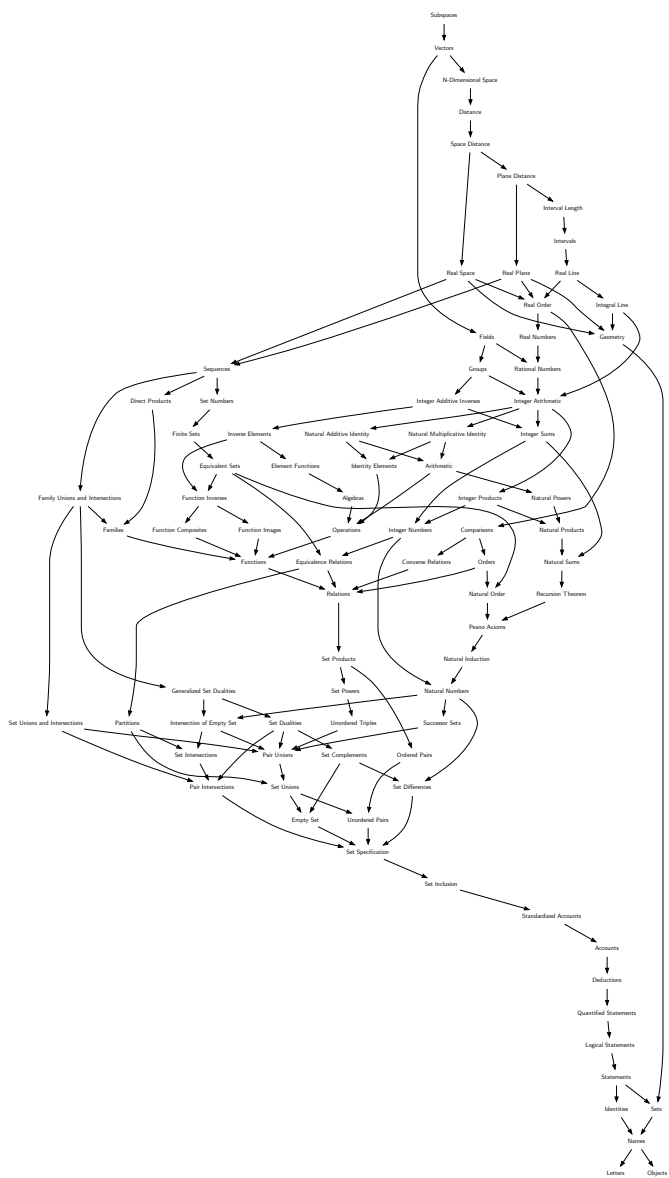 Subspaces
Vectors
N-Dimensional Space
Distance
Space Distance
Plane Distance
Interval Length
Intervals
Real Space Real Plane Real Line
Real Order Integral Line
Fields Real Numbers Geometry
Sequences Groups Rational Numbers
Direct Products Set Numbers Integer Additive Inverses Integer Arithmetic
Finite Sets Inverse Elements Natural Additive Identity Natural Multiplicative Identity Integer Sums
Equivalent Sets Element Functions Identity Elements Arithmetic
Family Unions and Intersections Function Inverses Algebras Integer Products Natural Powers
Families Function Composites Function Images Operations Integer Numbers Comparisons Natural Products
Functions Equivalence Relations Converse Relations Orders Natural Sums
Relations Natural Order Recursion Theorem
Peano Axioms
Set Products Natural Induction
Generalized Set Dualities Set Powers Natural Numbers
Set Unions and Intersections Partitions Intersection of Empty Set Set Dualities Unordered Triples Successor Sets
Set Intersections Pair Unions Set Complements Ordered Pairs
Pair Intersections Set Unions Set Differences
Empty Set Unordered Pairs
Set Specification
Set Inclusion
Standardized Accounts
Accounts
Deductions
Quantified Statements
Logical Statements
Statements
Identities Sets
Names
Letters Objects